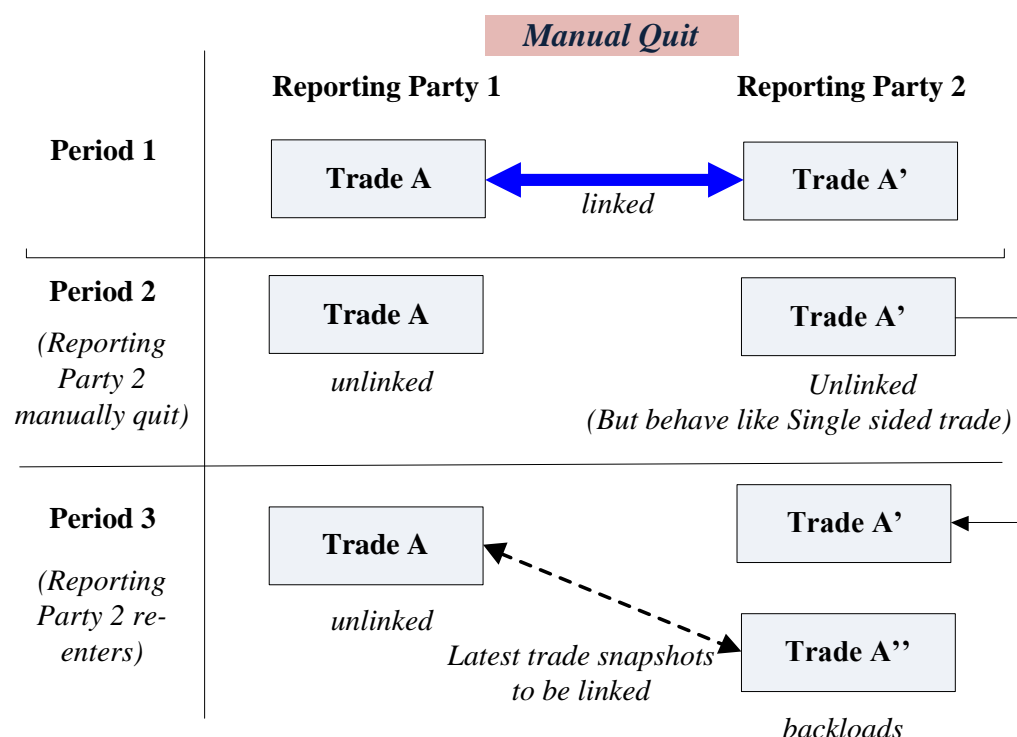 Manual Quit
Reporting Party 1
Reporting Party 2
Period 1
Trade A
linked
Trade A’
Period 2
(Reporting
Party 2
manually quit)
Trade A
unlinked
Trade A’
Unlinked
(But behave like Single sided trade)
Period 3
(Reporting
Party 2 re-
enters)
Trade A
unlinked
Trade A’
Latest trade snapshots
to be linked
Trade A’’
backloads